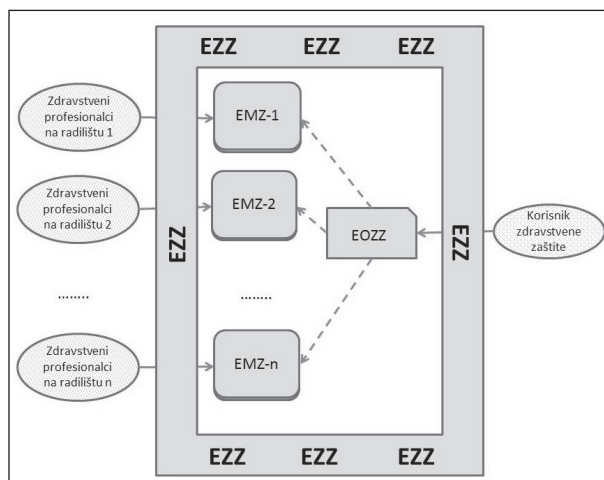 EZZ EZZ EZZ
Zdravstveni
profesionalci
na radilištu 1
EMZ-1
Zdravstveni
profesionalci
na radilištu 2
EMZ-2
EZZ
EOZZ
EZZ
Korisnik
zdravstvene
zaštite
........
........
Zdravstveni
profesionalci
na radilištu n
EMZ-n
EZZ EZZ EZZ